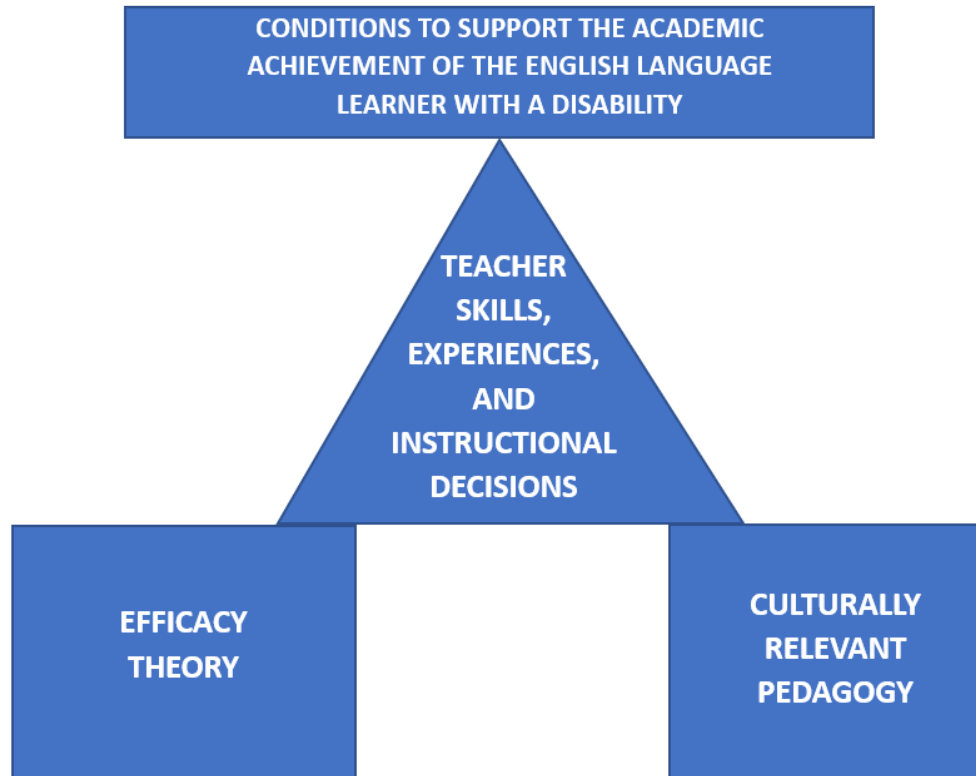 CONDITIONS TO SUPPORT THE ACADEMIC
ACHIEVEMENT OF THE ENGLISH LANGUAGE
LEARNER WITH A DISABILITY
TEACHER
SKILLS,
EXPERIENCES,
AND
INSTRUCTIONAL
DECISIONS
EFFICACY
THEORY
CULTURALLY
RELEVANT
PEDAGOGY